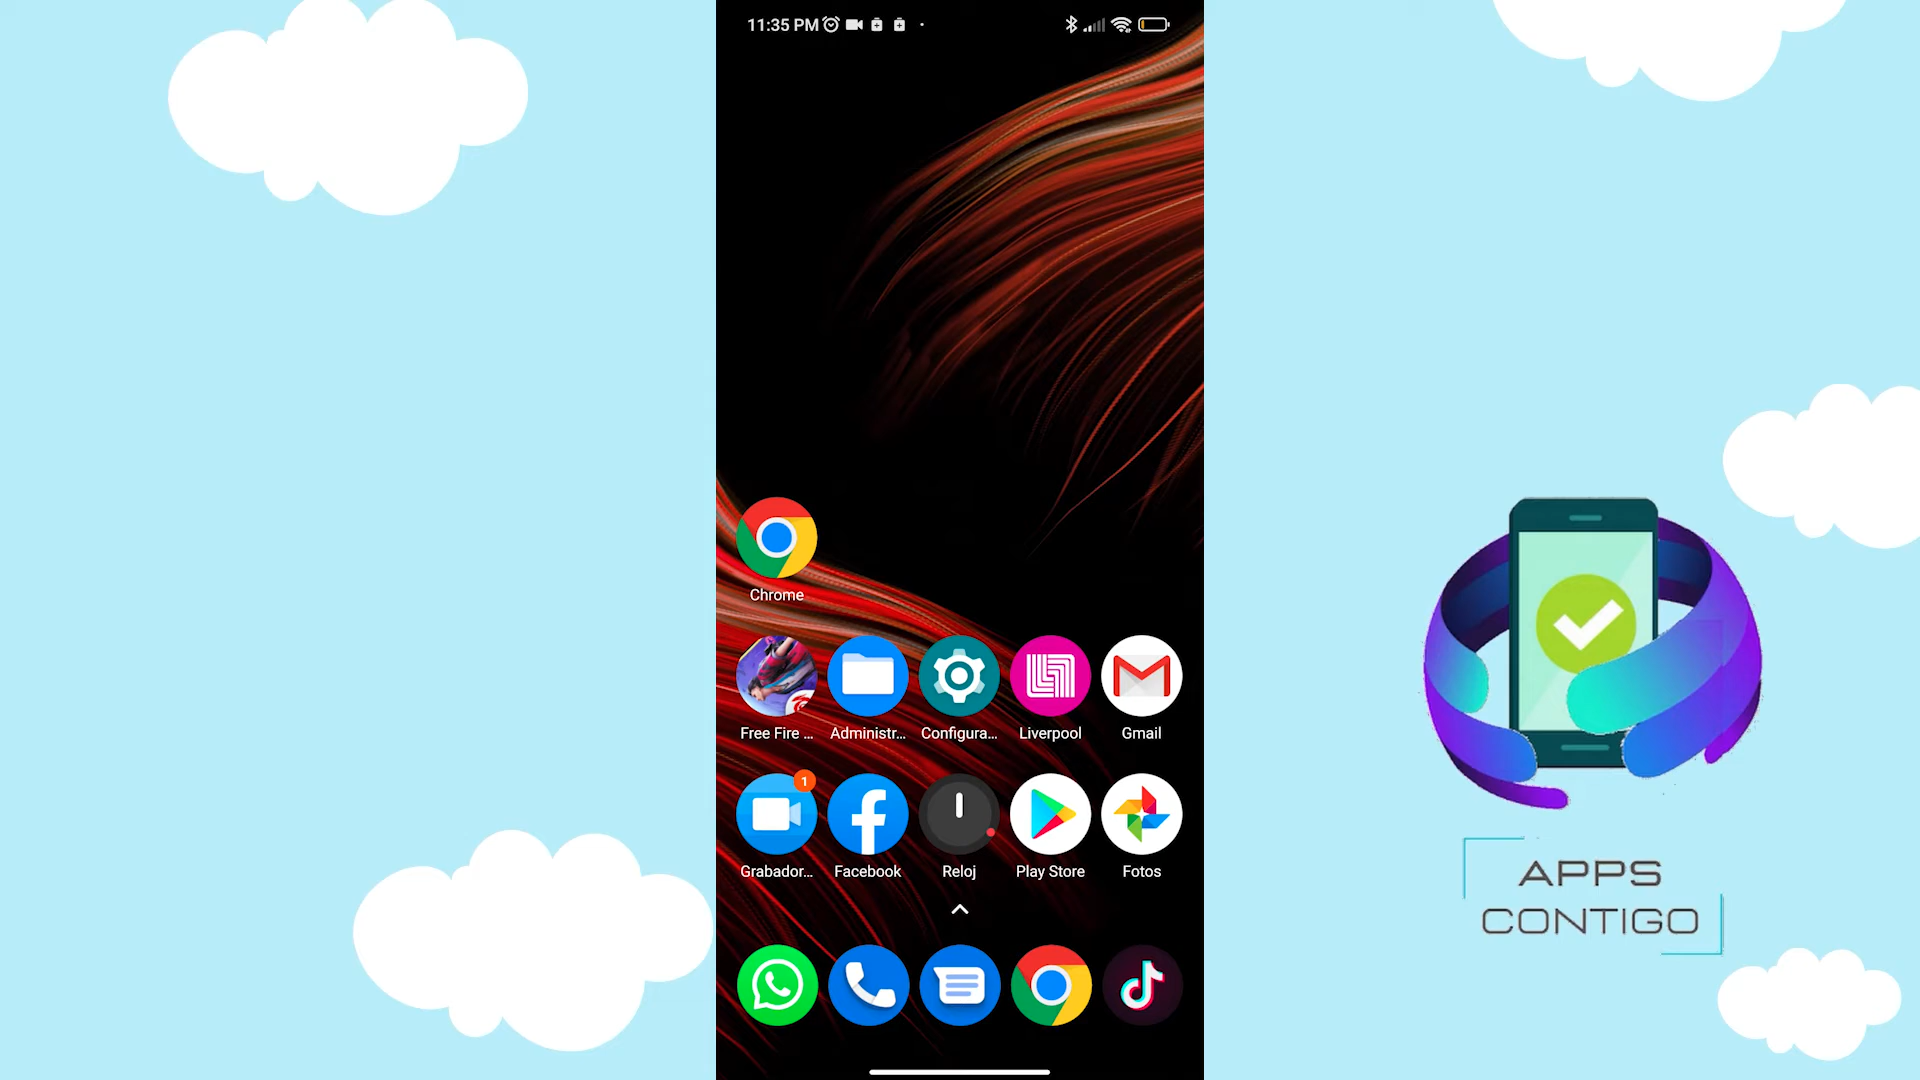 11:35 PM
Chrome
Free Fire ...
Administr...
Configura...
Liverpool
Gmail
1
Grabador...
Facebook
Reloj
Play Store
Fotos
APPS
CONTIGO